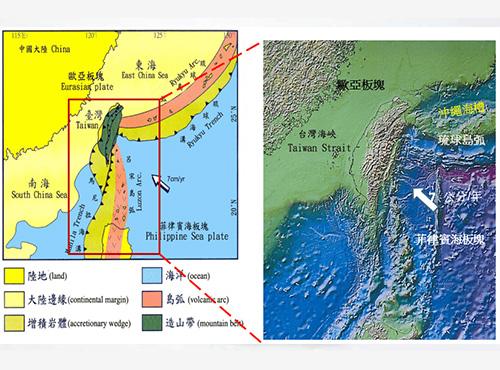 115°
120°
125°
150°
中國大陸 China
東海
East China Sea
歐亞板塊
Eurasian plate
Ryukyu Arc.
琉球島弧
臺灣
Taiwan
琉球海溝
Ryukyu Trench
25°N
南海
South China Sea
呂宋島弧
Luzon Arc.
7cm/yr
馬尼拉海溝
Manila Trench
20°N
菲律賓海板塊
Philippine Sea plate
陸地 (land)
海洋 (ocean)
大陸邊緣 (continental margin)
島弧 (volcanic arc)
增積岩體 (accretionary wedge)
造山帶 (mountain belt)
歐亞板塊
台灣海峽
Taiwan Strait
沖繩海槽
琉球島弧
7 公分/年
菲律賓海板塊